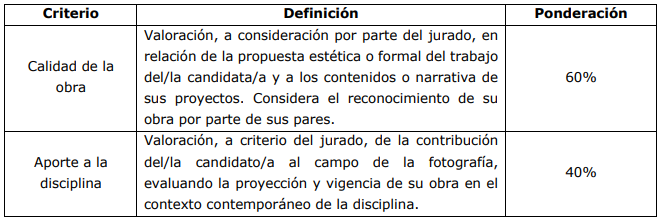 Criterio Definición Ponderación
Calidad de la obra
Valoración, a consideración por parte del jurado, en
relación de la propuesta estética o formal del trabajo
del/la candidata/a y a los contenidos o narrativa de
sus proyectos. Considera el reconocimiento de su
obra por parte de sus pares.
60%
Aporte a la disciplina
Valoración, a criterio del jurado, de la contribución
del/la candidato/a al campo de la fotografía,
evaluando la proyección y vigencia de su obra en el
contexto contemporáneo de la disciplina.
40%